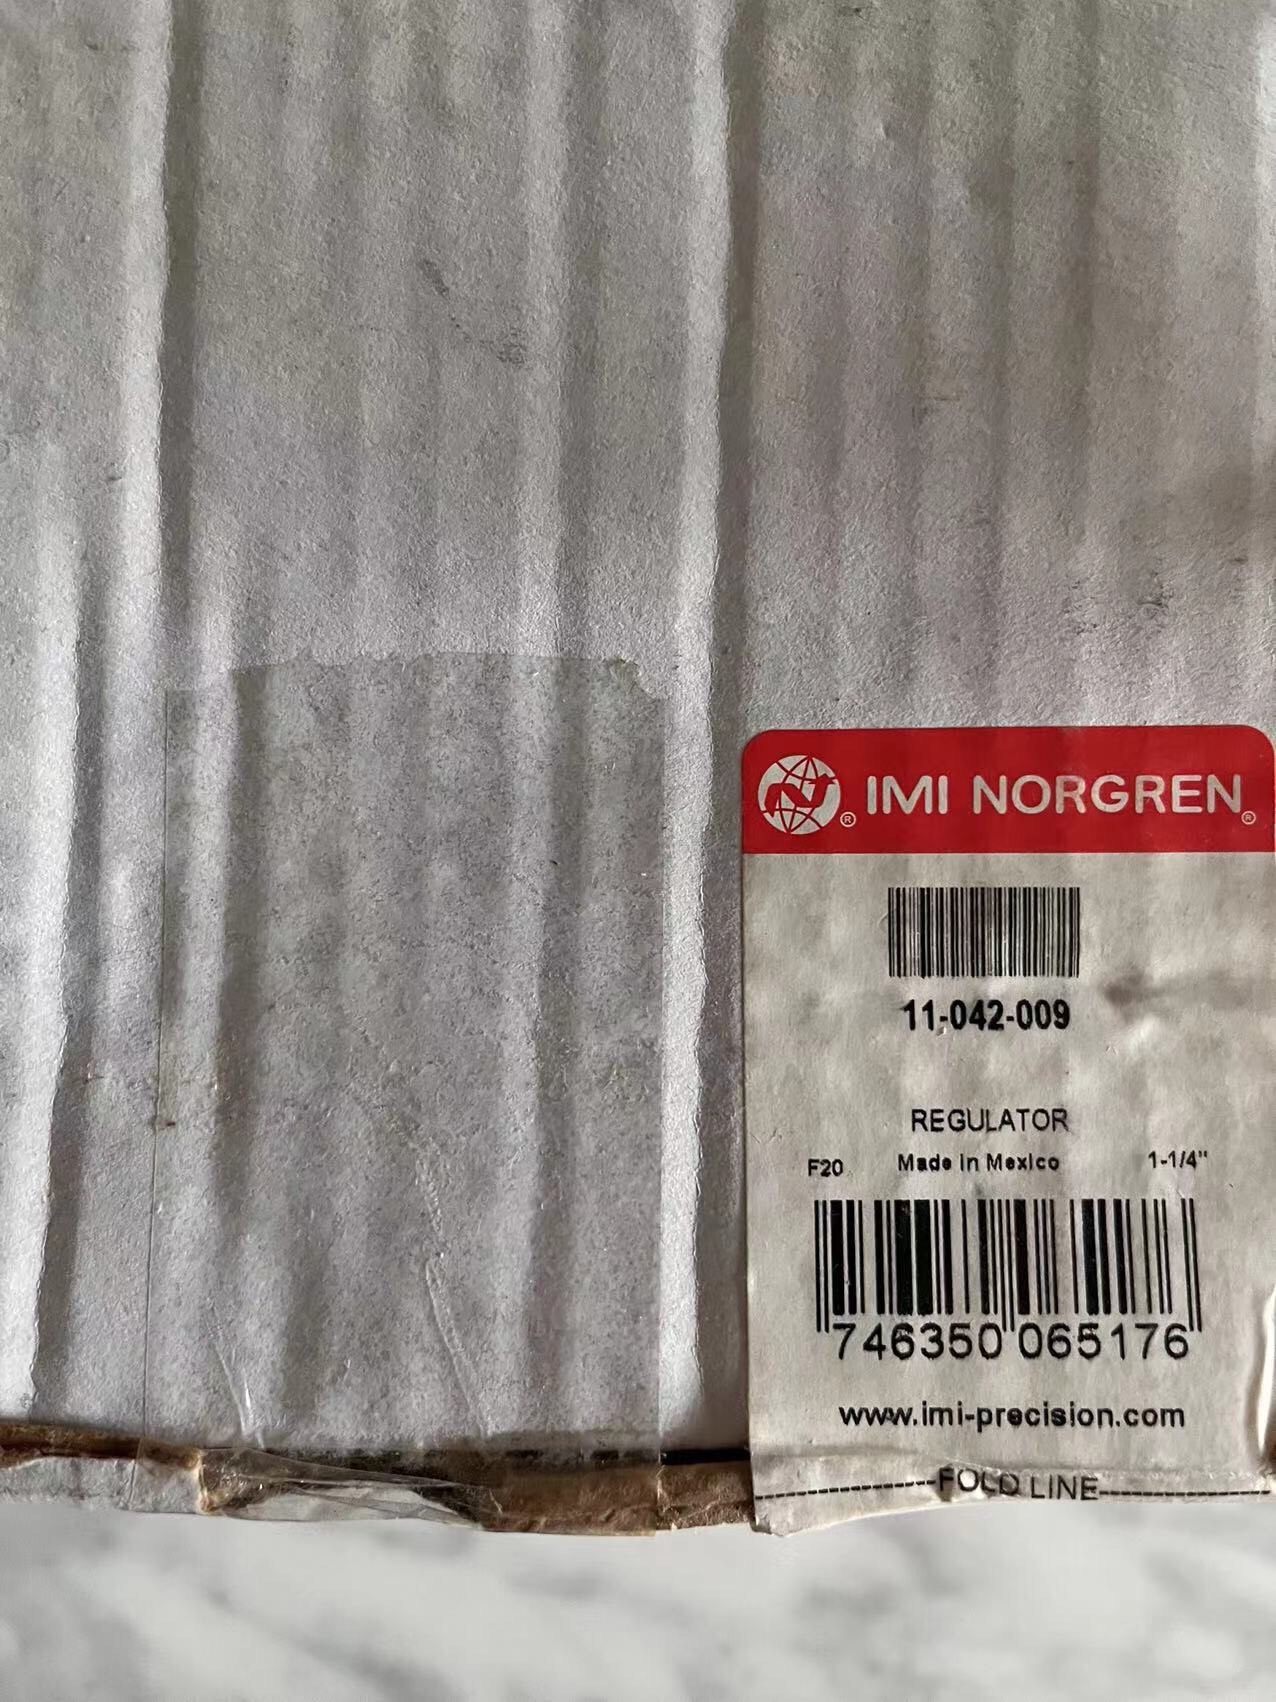 ® IMI NORGREN®
11-042-009
REGULATOR
F20 Made in Mexico 1-1/4"
746350 065176
www.imi-precision.com
FOLD LINE